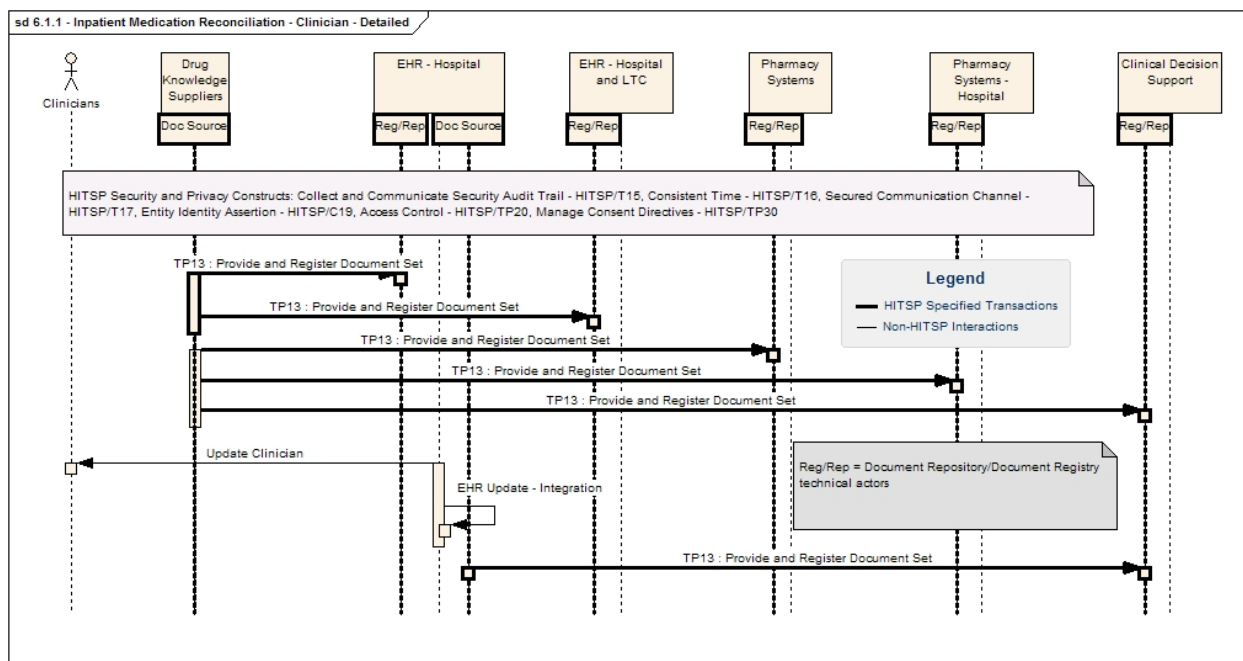 sd 6.1.1 - Inpatient Medication Reconciliation - Clinician - Detailed
Clinicians
Drug
Knowledge
Suppliers
EHR - Hospital
EHR - Hospital
and LTC
Pharmacy
Systems
Pharmacy
Systems -
Hospital
Clinical Decision
Support
Doc Source
Reg/Rep
Doc Source
Reg/Rep
Reg/Rep
Reg/Rep
Reg/Rep
HITSP Security and Privacy Constructs: Collect and Communicate Security Audit Trail - HITSP/T15, Consistent Time - HITSP/T16, Secured Communication Channel -
HITSP/T17, Entity Identity Assertion - HITSP/C19, Access Control - HITSP/TP20, Manage Consent Directives - HITSP/TP30
TP13 : Provide and Register Document Set
TP13 : Provide and Register Document Set
TP13 : Provide and Register Document Set
TP13 : Provide and Register Document Set
TP13 : Provide and Register Document Set
Legend
HITSP Specified Transactions
Non-HITSP Interactions
Update Clinician
EHR Update - Integration
Reg/Rep = Document Repository/Document Registry
technical actors
TP13 : Provide and Register Document Set